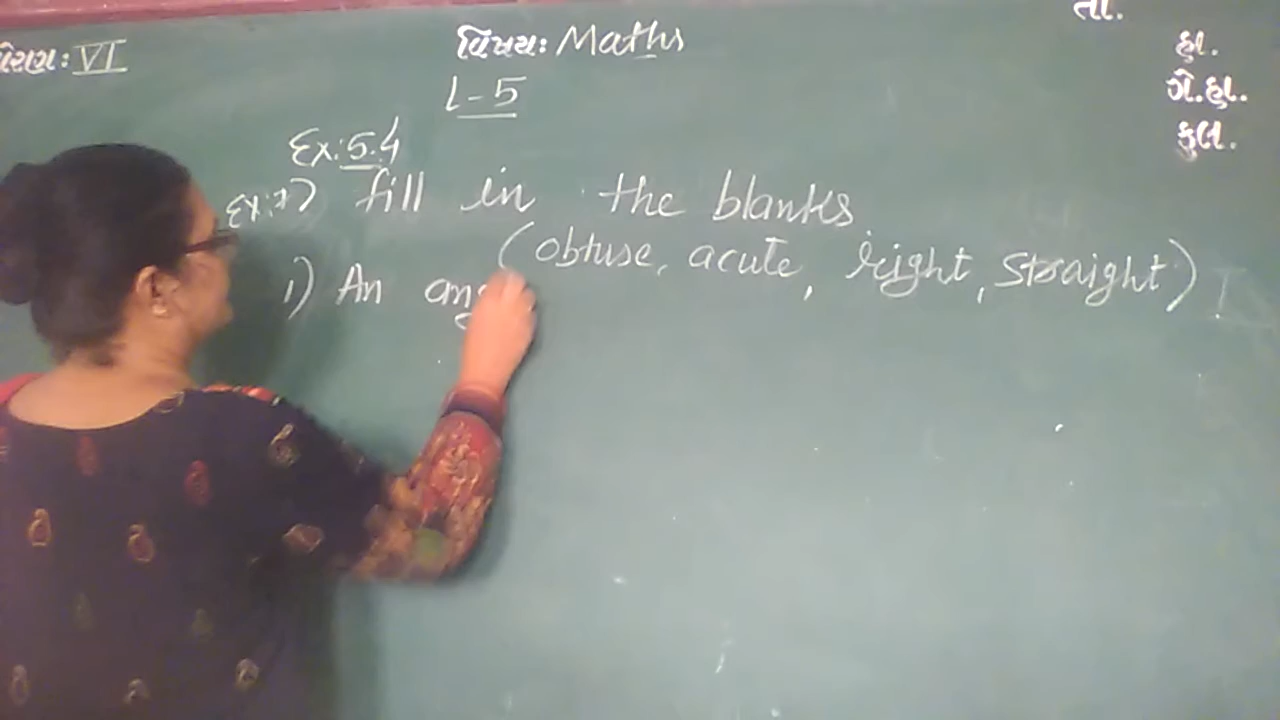 ધોરણ: VI
વિષય: Maths
તા.
હા.
ગે.હા.
કુલ.
L-5
Ex: 5.4
Ex:7) fill in the blanks
(obtuse, acute, right, straight)
1) An ang